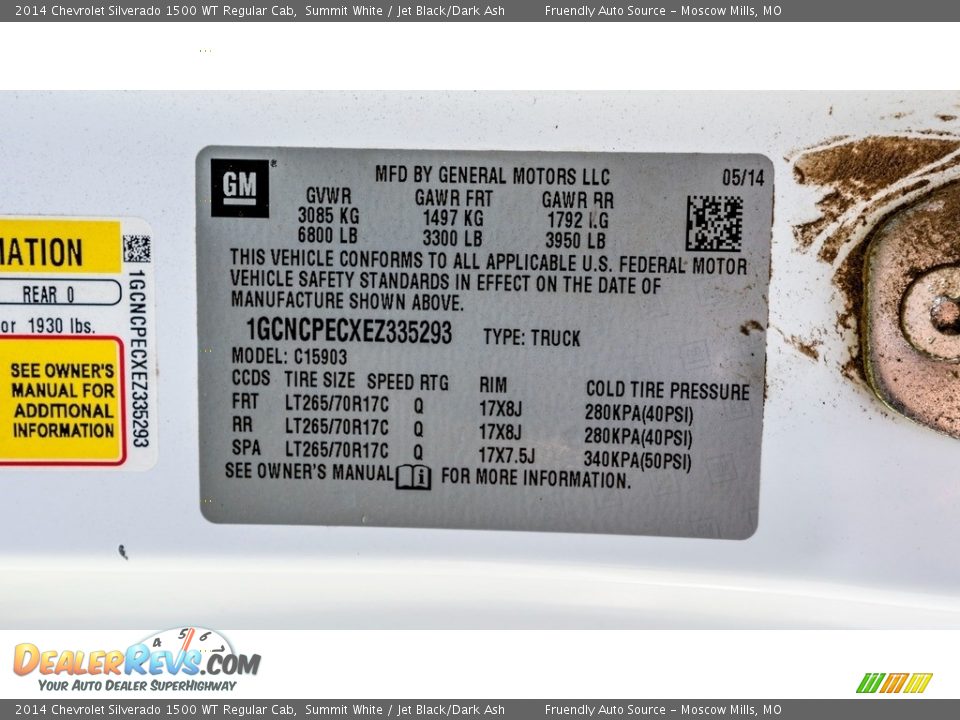 2014 Chevrolet Silverado 1500 WT Regular Cab, Summit White / Jet Black/Dark Ash Fruendly Auto Source - Moscow Mills, MO
GM
MFD BY GENERAL MOTORS LLC 05/14
GVWR GAWR FRT GAWR RR
3085 KG 1497 KG 1792 KG
6800 LB 3300 LB 3950 LB
THIS VEHICLE CONFORMS TO ALL APPLICABLE U.S. FEDERAL MOTOR
VEHICLE SAFETY STANDARDS IN EFFECT ON THE DATE OF
MANUFACTURE SHOWN ABOVE.
1GCNCPECXEZ335293 TYPE: TRUCK
MODEL: C15903
CCDS TIRE SIZE SPEED RTG RIM COLD TIRE PRESSURE
FRT LT265/70R17C Q 17X8J 280KPA(40PSI)
RR LT265/70R17C Q 17X8J 280KPA(40PSI)
SPA LT265/70R17C Q 17X7.5J 340KPA(50PSI)
SEE OWNER'S MANUAL i FOR MORE INFORMATION.
MATION
REAR 0
or 1930 lbs.
SEE OWNER'S
MANUAL FOR
ADDITIONAL
INFORMATION
1GCNCPECXEZ335293
4 5 6 7
DEALERREVS.COM
YOUR AUTO DEALER SUPERHIGHWAY
2014 Chevrolet Silverado 1500 WT Regular Cab, Summit White / Jet Black/Dark Ash Fruendly Auto Source - Moscow Mills, MO